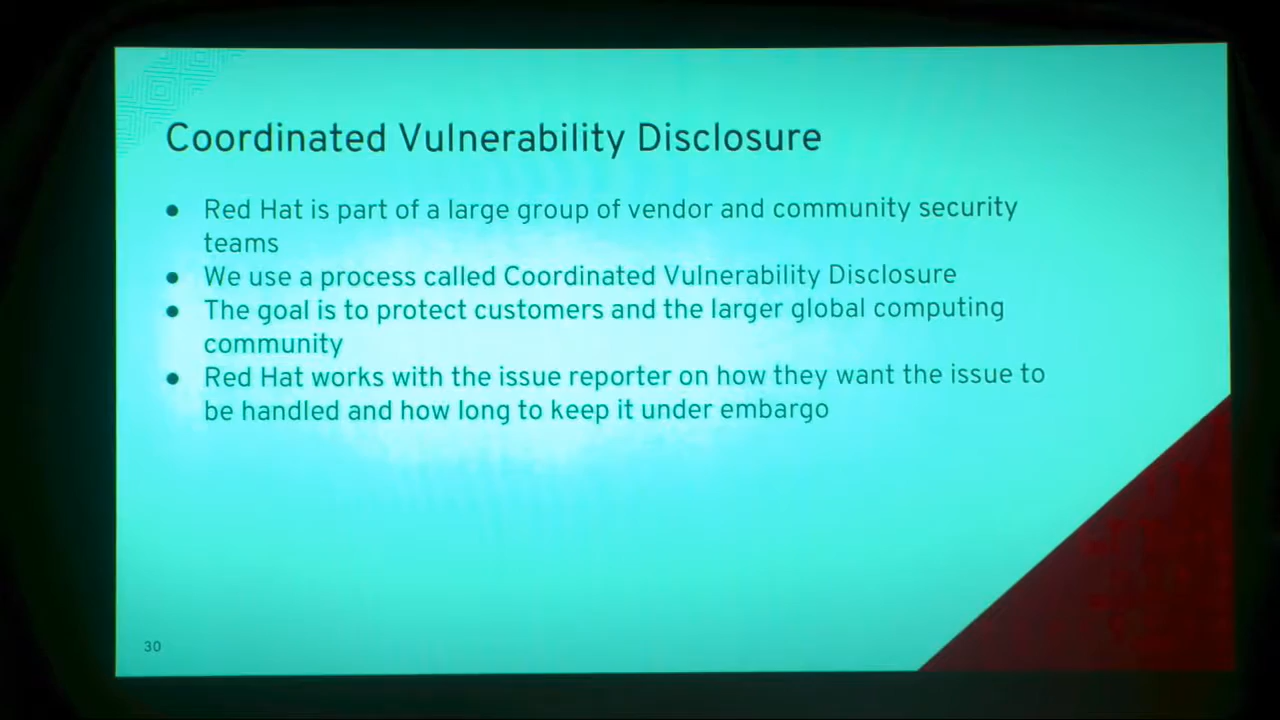 Coordinated Vulnerability Disclosure
● Red Hat is part of a large group of vendor and community security
teams
● We use a process called Coordinated Vulnerability Disclosure
● The goal is to protect customers and the larger global computing
community
● Red Hat works with the issue reporter on how they want the issue to
be handled and how long to keep it under embargo
30